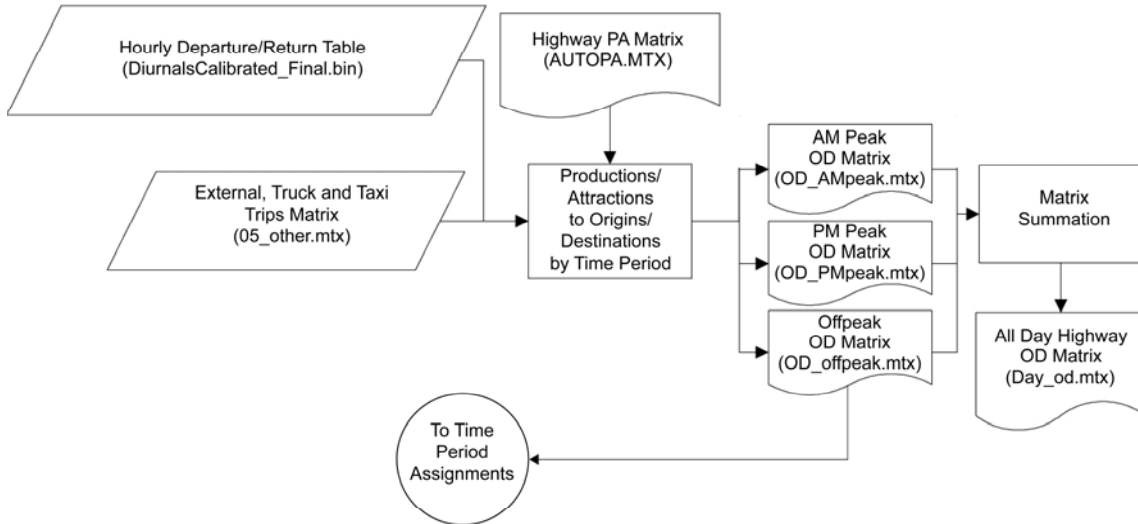 Hourly Departure/Return Table
(DiurnalsCalibrated_Final.bin)
Highway PA Matrix
(AUTOPA.MTX)
External, Truck and Taxi
Trips Matrix
(05_other.mtx)
Productions/
Attractions
to Origins/
Destinations
by Time Period
AM Peak
OD Matrix
(OD_AMpeak.mtx)
PM Peak
OD Matrix
(OD_PMpeak.mtx)
Offpeak
OD Matrix
(OD_offpeak.mtx)
Matrix
Summation
All Day Highway
OD Matrix
(Day_od.mtx)
To Time
Period
Assignments